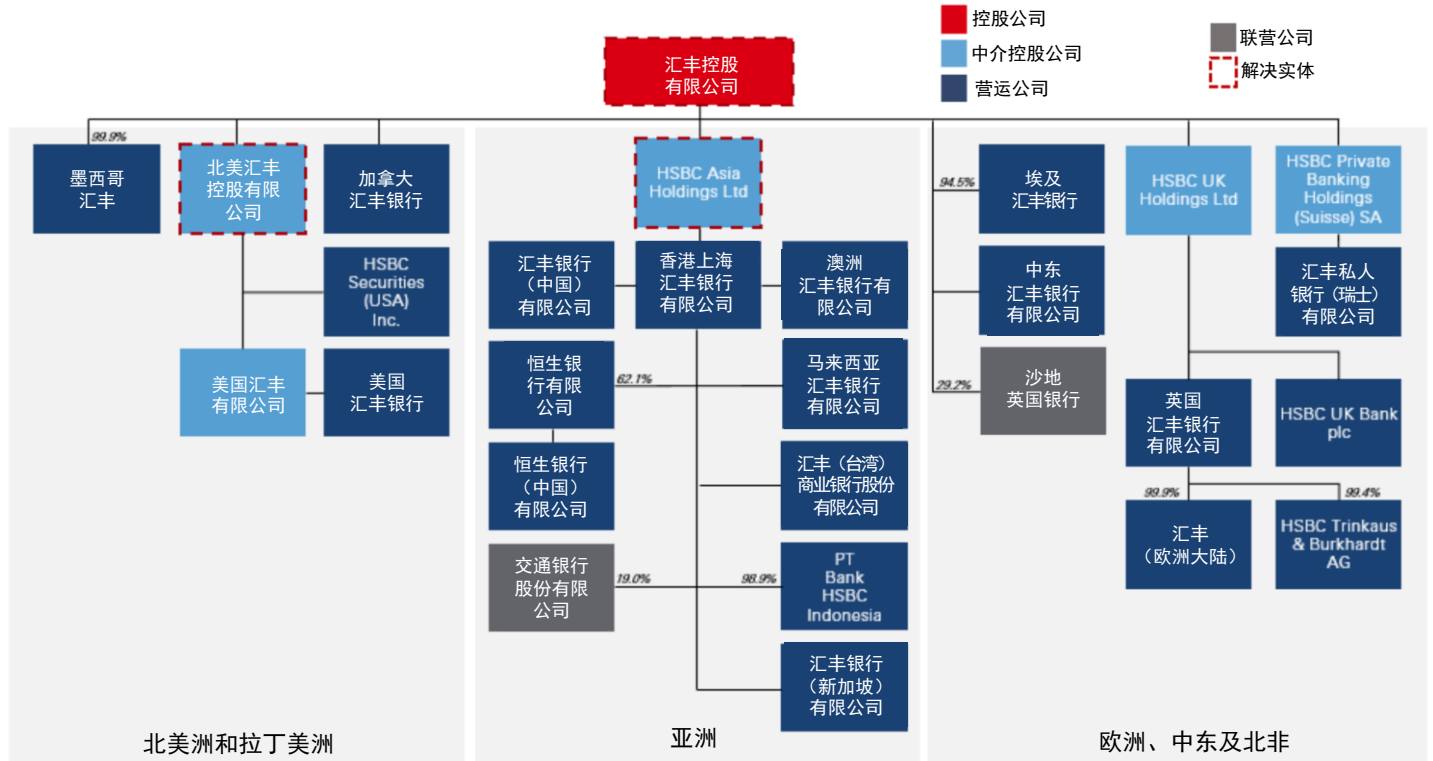 控股公司
中介控股公司
营运公司
联营公司
解决实体
汇丰控股
有限公司
99.9%
墨西哥
汇丰
北美汇丰
控股有限
公司
加拿大
汇丰银行
HSBC
Securities
(USA)
Inc.
美国汇丰
有限公司
美国
汇丰银行
北美洲和拉丁美洲
HSBC Asia
Holdings Ltd
汇丰银行
（中国）
有限公司
香港上海
汇丰银行
有限公司
澳洲
汇丰银行有
限公司
恒生银
行有限
公司
62.1%
马来西亚
汇丰银行
有限公司
恒生银行
（中国）
有限公司
汇丰（台湾）
商业银行股份
有限公司
交通银行
股份有限
公司
19.0%
98.9%
PT
Bank
HSBC
Indonesia
汇丰银行
（新加坡）
有限公司
亚洲
94.5%
埃及
汇丰银行
HSBC UK
Holdings Ltd
HSBC Private
Banking
Holdings
(Suisse) SA
中东
汇丰银行
有限公司
汇丰私人
银行（瑞士）
有限公司
29.2%
沙地
英国银行
英国
汇丰银行
有限公司
HSBC UK Bank
plc
99.9%
99.4%
汇丰
（欧洲大陆）
HSBC Trinkaus
& Burkhardt
AG
欧洲、中东及北非